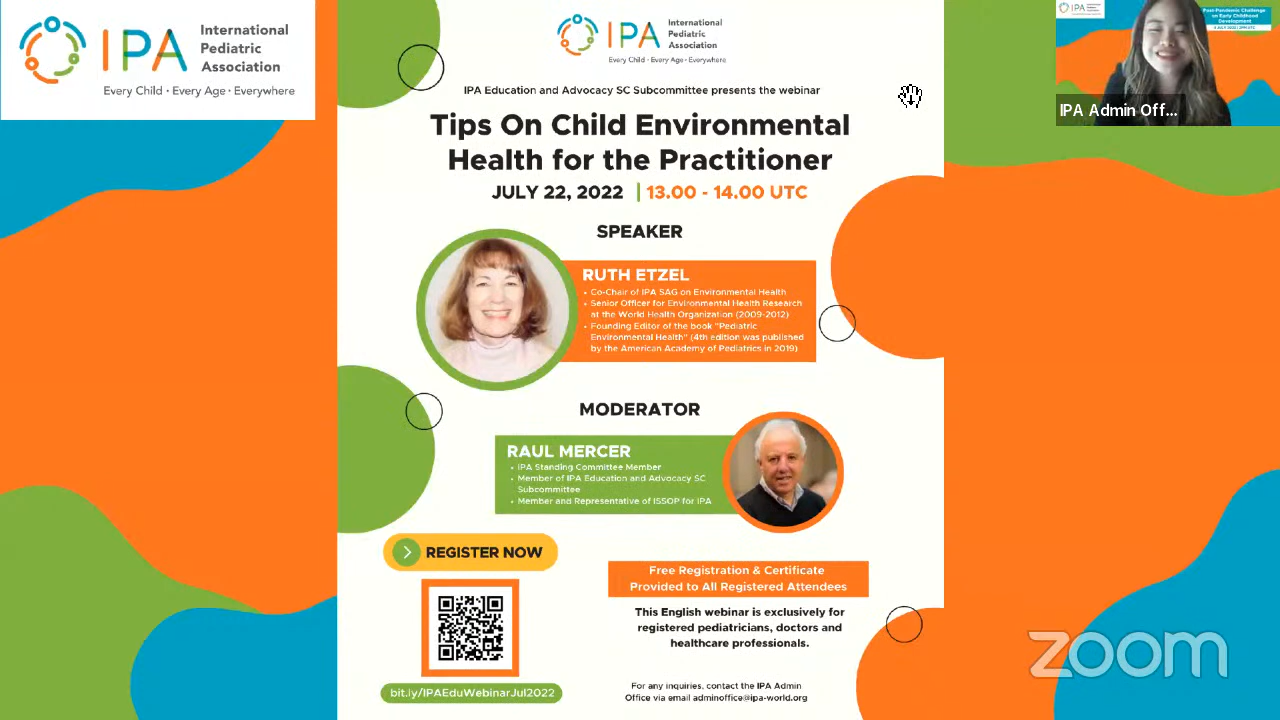 IPA
International
Pediatric
Association
Every Child · Every Age · Everywhere
IPA
International
Pediatric
Association
Every Child · Every Age · Everywhere
IPA Education and Advocacy SC Subcommittee presents the webinar
Tips On Child Environmental
Health for the Practitioner
JULY 22, 2022 | 13.00 - 14.00 UTC
SPEAKER
RUTH ETZEL
• Co-Chair of IPA SAG on Environmental Health
• Senior Officer for Environmental Health Research
at the World Health Organization (2009-2012)
• Founding Editor of the book "Pediatric
Environmental Health" (4th edition was published
by the American Academy of Pediatrics in 2019)
MODERATOR
RAUL MERCER
• IPA Standing Committee Member
• Member of IPA Education and Advocacy SC
Subcommittee
• Member and Representative of ISSOP for IPA
REGISTER NOW
bit.ly/IPAEduWebinarJul2022
Free Registration & Certificate
Provided to All Registered Attendees
This English webinar is exclusively for
registered pediatricians, doctors and
healthcare professionals.
For any inquiries, contact the IPA Admin
Office via email adminoffice@ipa-world.org
IPA
Post-Pandemic Challenge
on Early Childhood
Development
IPA Admin Off...
zoom